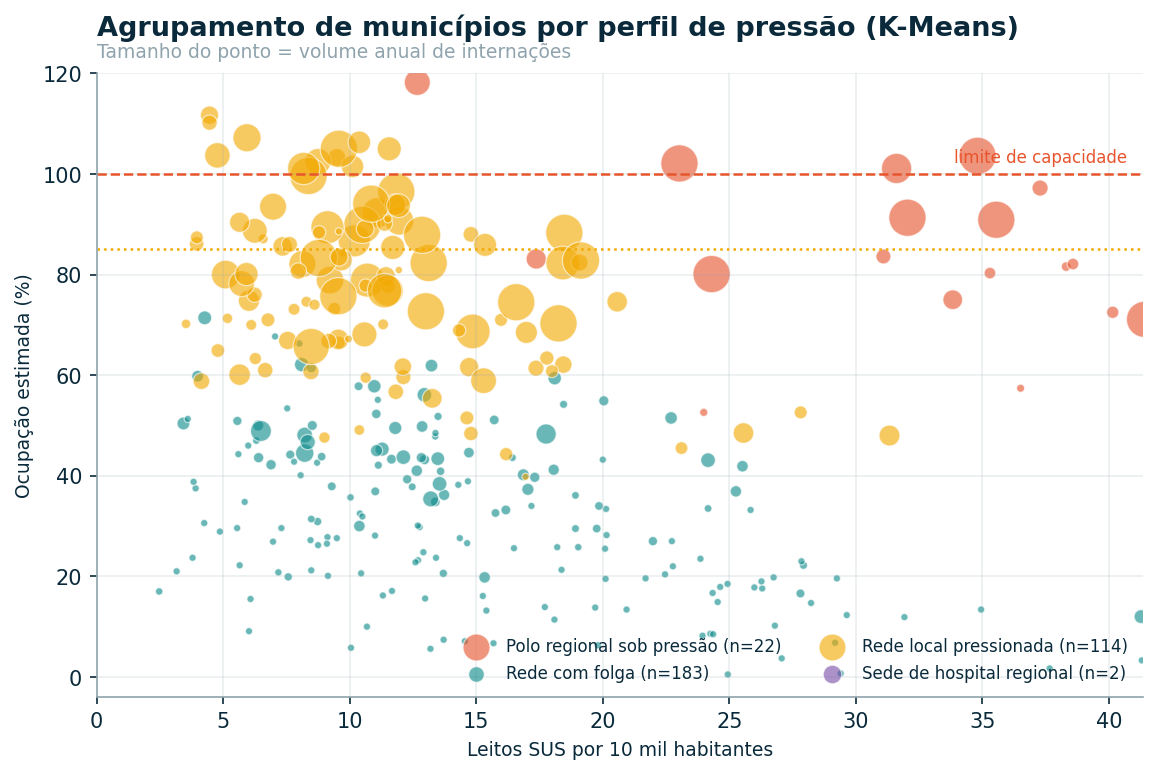 Agrupamento de municípios por perfil de pressão (K-Means)
Tamanho do ponto = volume anual de internações
120
100
80
60
40
20
0
Ocupação estimada (%)
limite de capacidade
Polo regional sob pressão (n=22)
Rede local pressionada (n=114)
Rede com folga (n=183)
Sede de hospital regional (n=2)
0 5 10 15 20 25 30 35 40
Leitos SUS por 10 mil habitantes